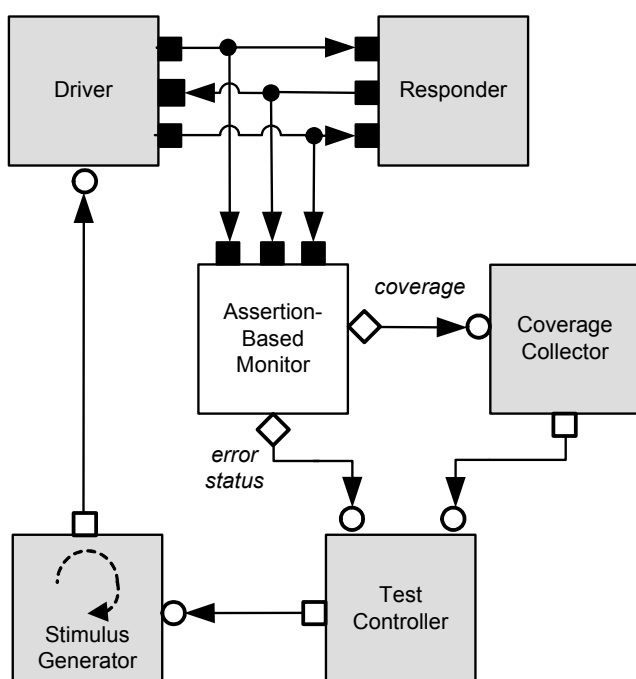 Driver
Responder
Assertion-
Based
Monitor
coverage
Coverage
Collector
error
status
Stimulus
Generator
Test
Controller